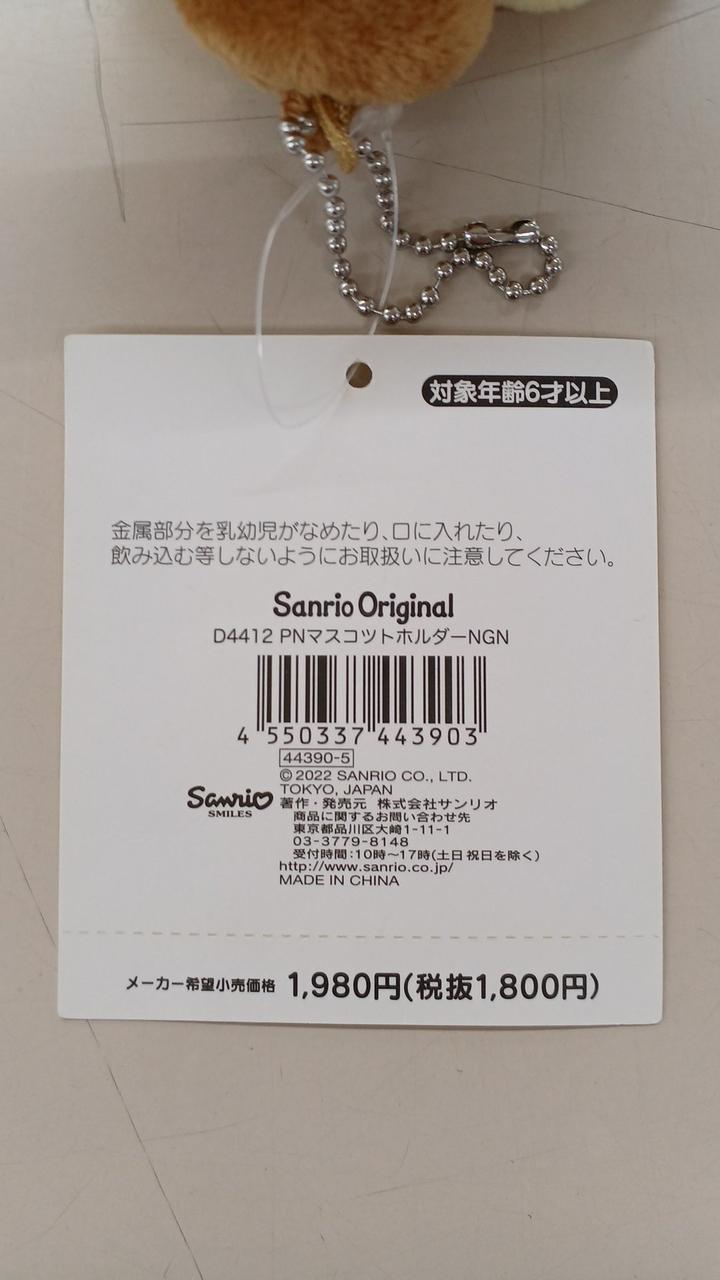 対象年齢6才以上
金属部分を乳幼児がなめたり、口に入れたり、
飲み込む等しないようにお取扱いに注意してください。
Sanrio Original
D4412 PNマスコツトホルダーNGN
4 550337 443903
44390-5
© 2022 SANRIO CO., LTD.
TOKYO, JAPAN
Sanrio
SMILES
著作・発売元 株式会社サンリオ
商品に関するお問い合わせ先
東京都品川区大崎1-11-1
03-3779-8148
受付時間:10時〜17時(土日祝日を除く)
http://www.sanrio.co.jp/
MADE IN CHINA
メーカー希望小売価格 1,980円(税抜1,800円)